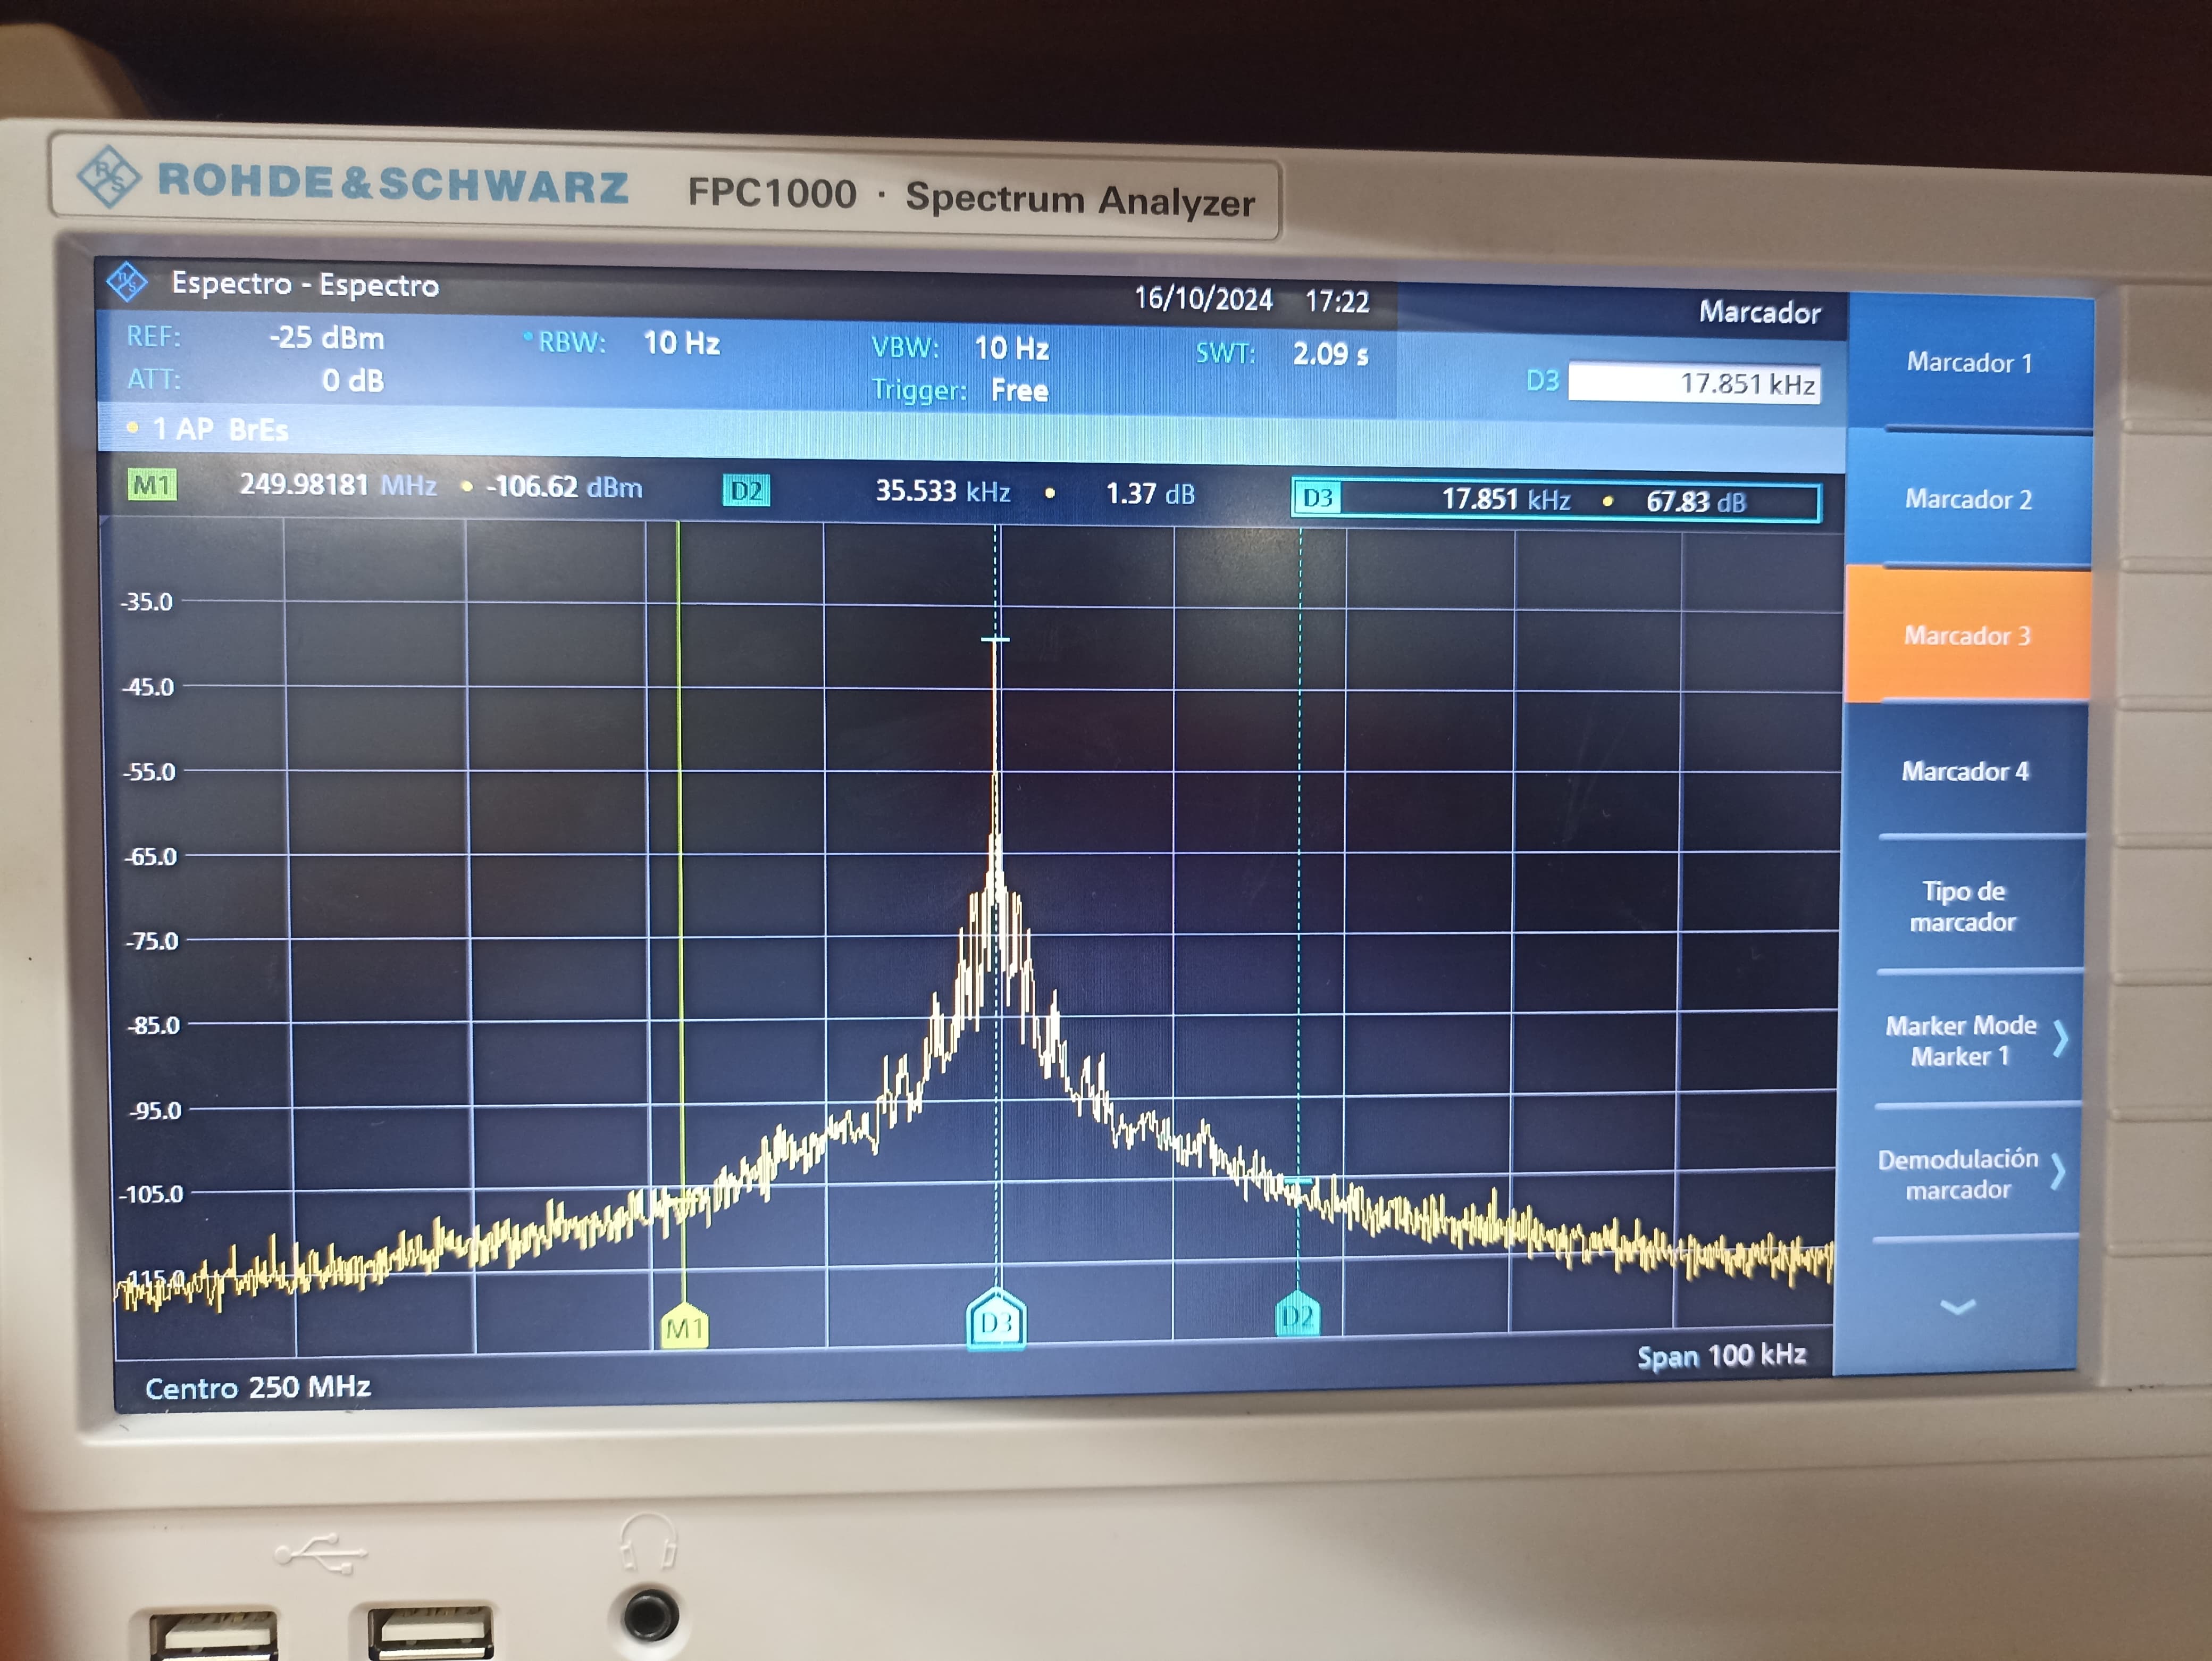 ROHDE&SCHWARZ FPC1000 · Spectrum Analyzer
Espectro - Espectro 16/10/2024 17:22 Marcador
REF: -25 dBm RBW: 10 Hz VBW: 10 Hz SWT: 2.09 s
ATT: 0 dB Trigger: Free D3 17.851 kHz
1 AP BrEs
M1 249.98181 MHz -106.62 dBm D2 35.533 kHz 1.37 dB D3 17.851 kHz 67.83 dB
-35.0
-45.0
-55.0
-65.0
-75.0
-85.0
-95.0
-105.0
-115.0
M1 D3 D2
Centro 250 MHz Span 100 kHz
Marcador 1
Marcador 2
Marcador 3
Marcador 4
Tipo de
marcador
Marker Mode
Marker 1
Demodulación
marcador